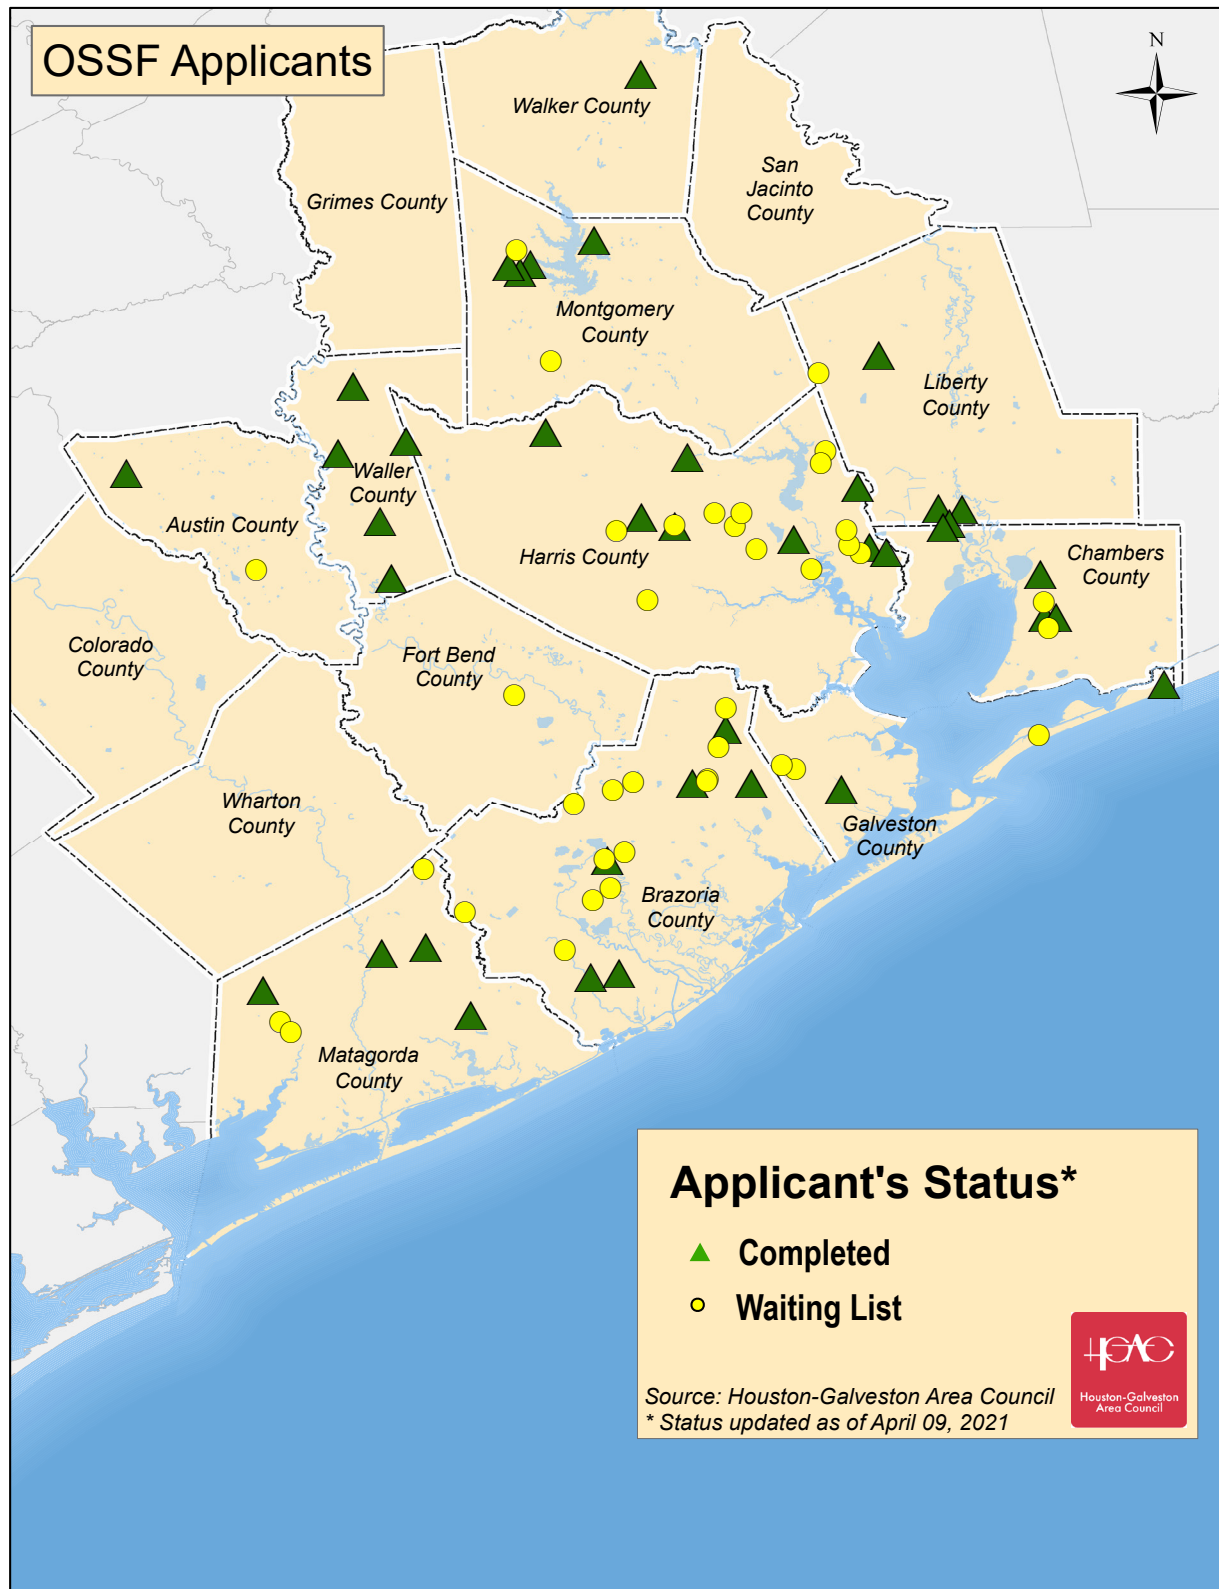 OSSF Applicants
N
Walker County
San
Jacinto
County
Grimes County
Montgomery
County
Liberty
County
Waller
County
Austin County
Harris County
Chambers
County
Colorado
County
Fort Bend
County
Wharton
County
Galveston
County
Brazoria
County
Matagorda
County
Applicant's Status*
Completed
Waiting List
Source: Houston-Galveston Area Council
* Status updated as of April 09, 2021
HGAC
Houston-Galveston
Area Council